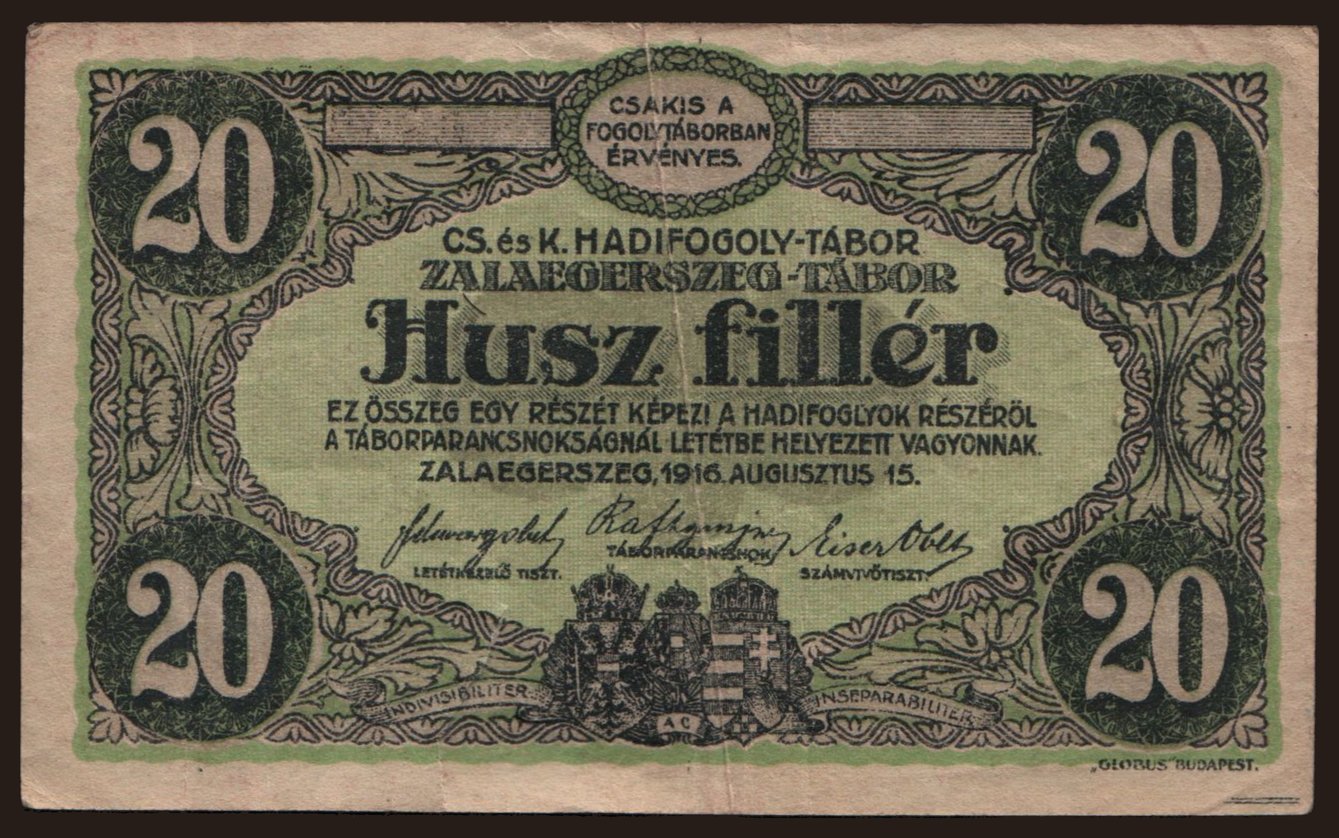 20
20
CSAKIS A
FOGOLYTÁBORBAN
ÉRVÉNYES.
CS. és K. HADIFOGOLY-TÁBOR
ZALAEGERSZEG-TÁBOR
Husz fillér
EZ ÖSSZEG EGY RÉSZÉT KÉPEZI A HADIFOGLYOK RÉSZÉRŐL
A TÁBORPARANCSNOKSÁGNÁL LETÉTBE HELYEZETT VAGYONNAK.
ZALAEGERSZEG, 1916. AUGUSZTUS 15.
TÁBORPARANCSNOK
LETÉTKEZELŐ TISZT.
SZÁMVIVŐTISZT.
20
20
INDIVISIBILITER
INSEPARABILITER
A C
„GLOBUS" BUDAPEST.